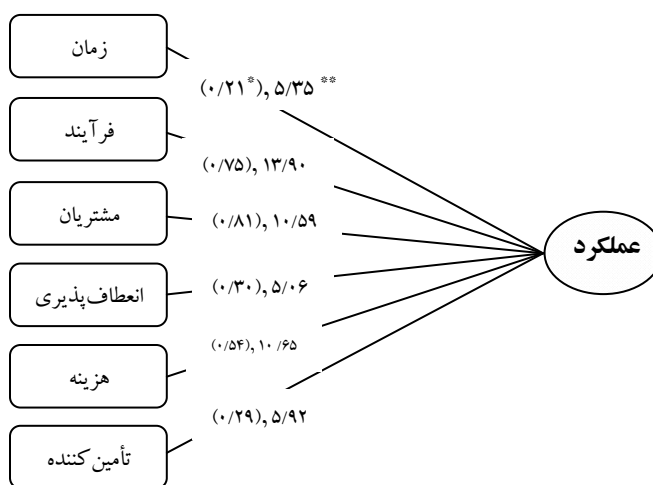 زمان
(۰/۲۱*), ۵/۳۵ **
فرآیند
(۰/۷۵), ۱۳/۹۰
مشتریان
(۰/۸۱), ۱۰/۵۹
عملکرد
انعطاف‌پذیری
(۰/۳۰), ۵/۰۶
(۰/۵۴), ۱۰/۶۵
هزینه
(۰/۲۹), ۵/۹۲
تأمین‌کننده